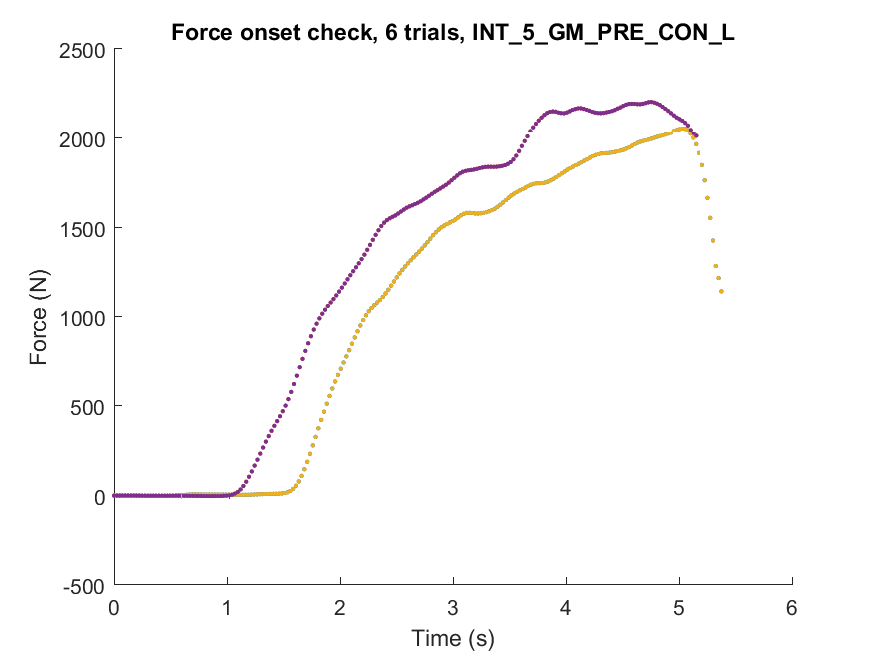 Force onset check, 6 trials, INT_5_GM_PRE_CON_L
2500
2000
1500
1000
500
0
-500
Force (N)
0 1 2 3 4 5 6
Time (s)